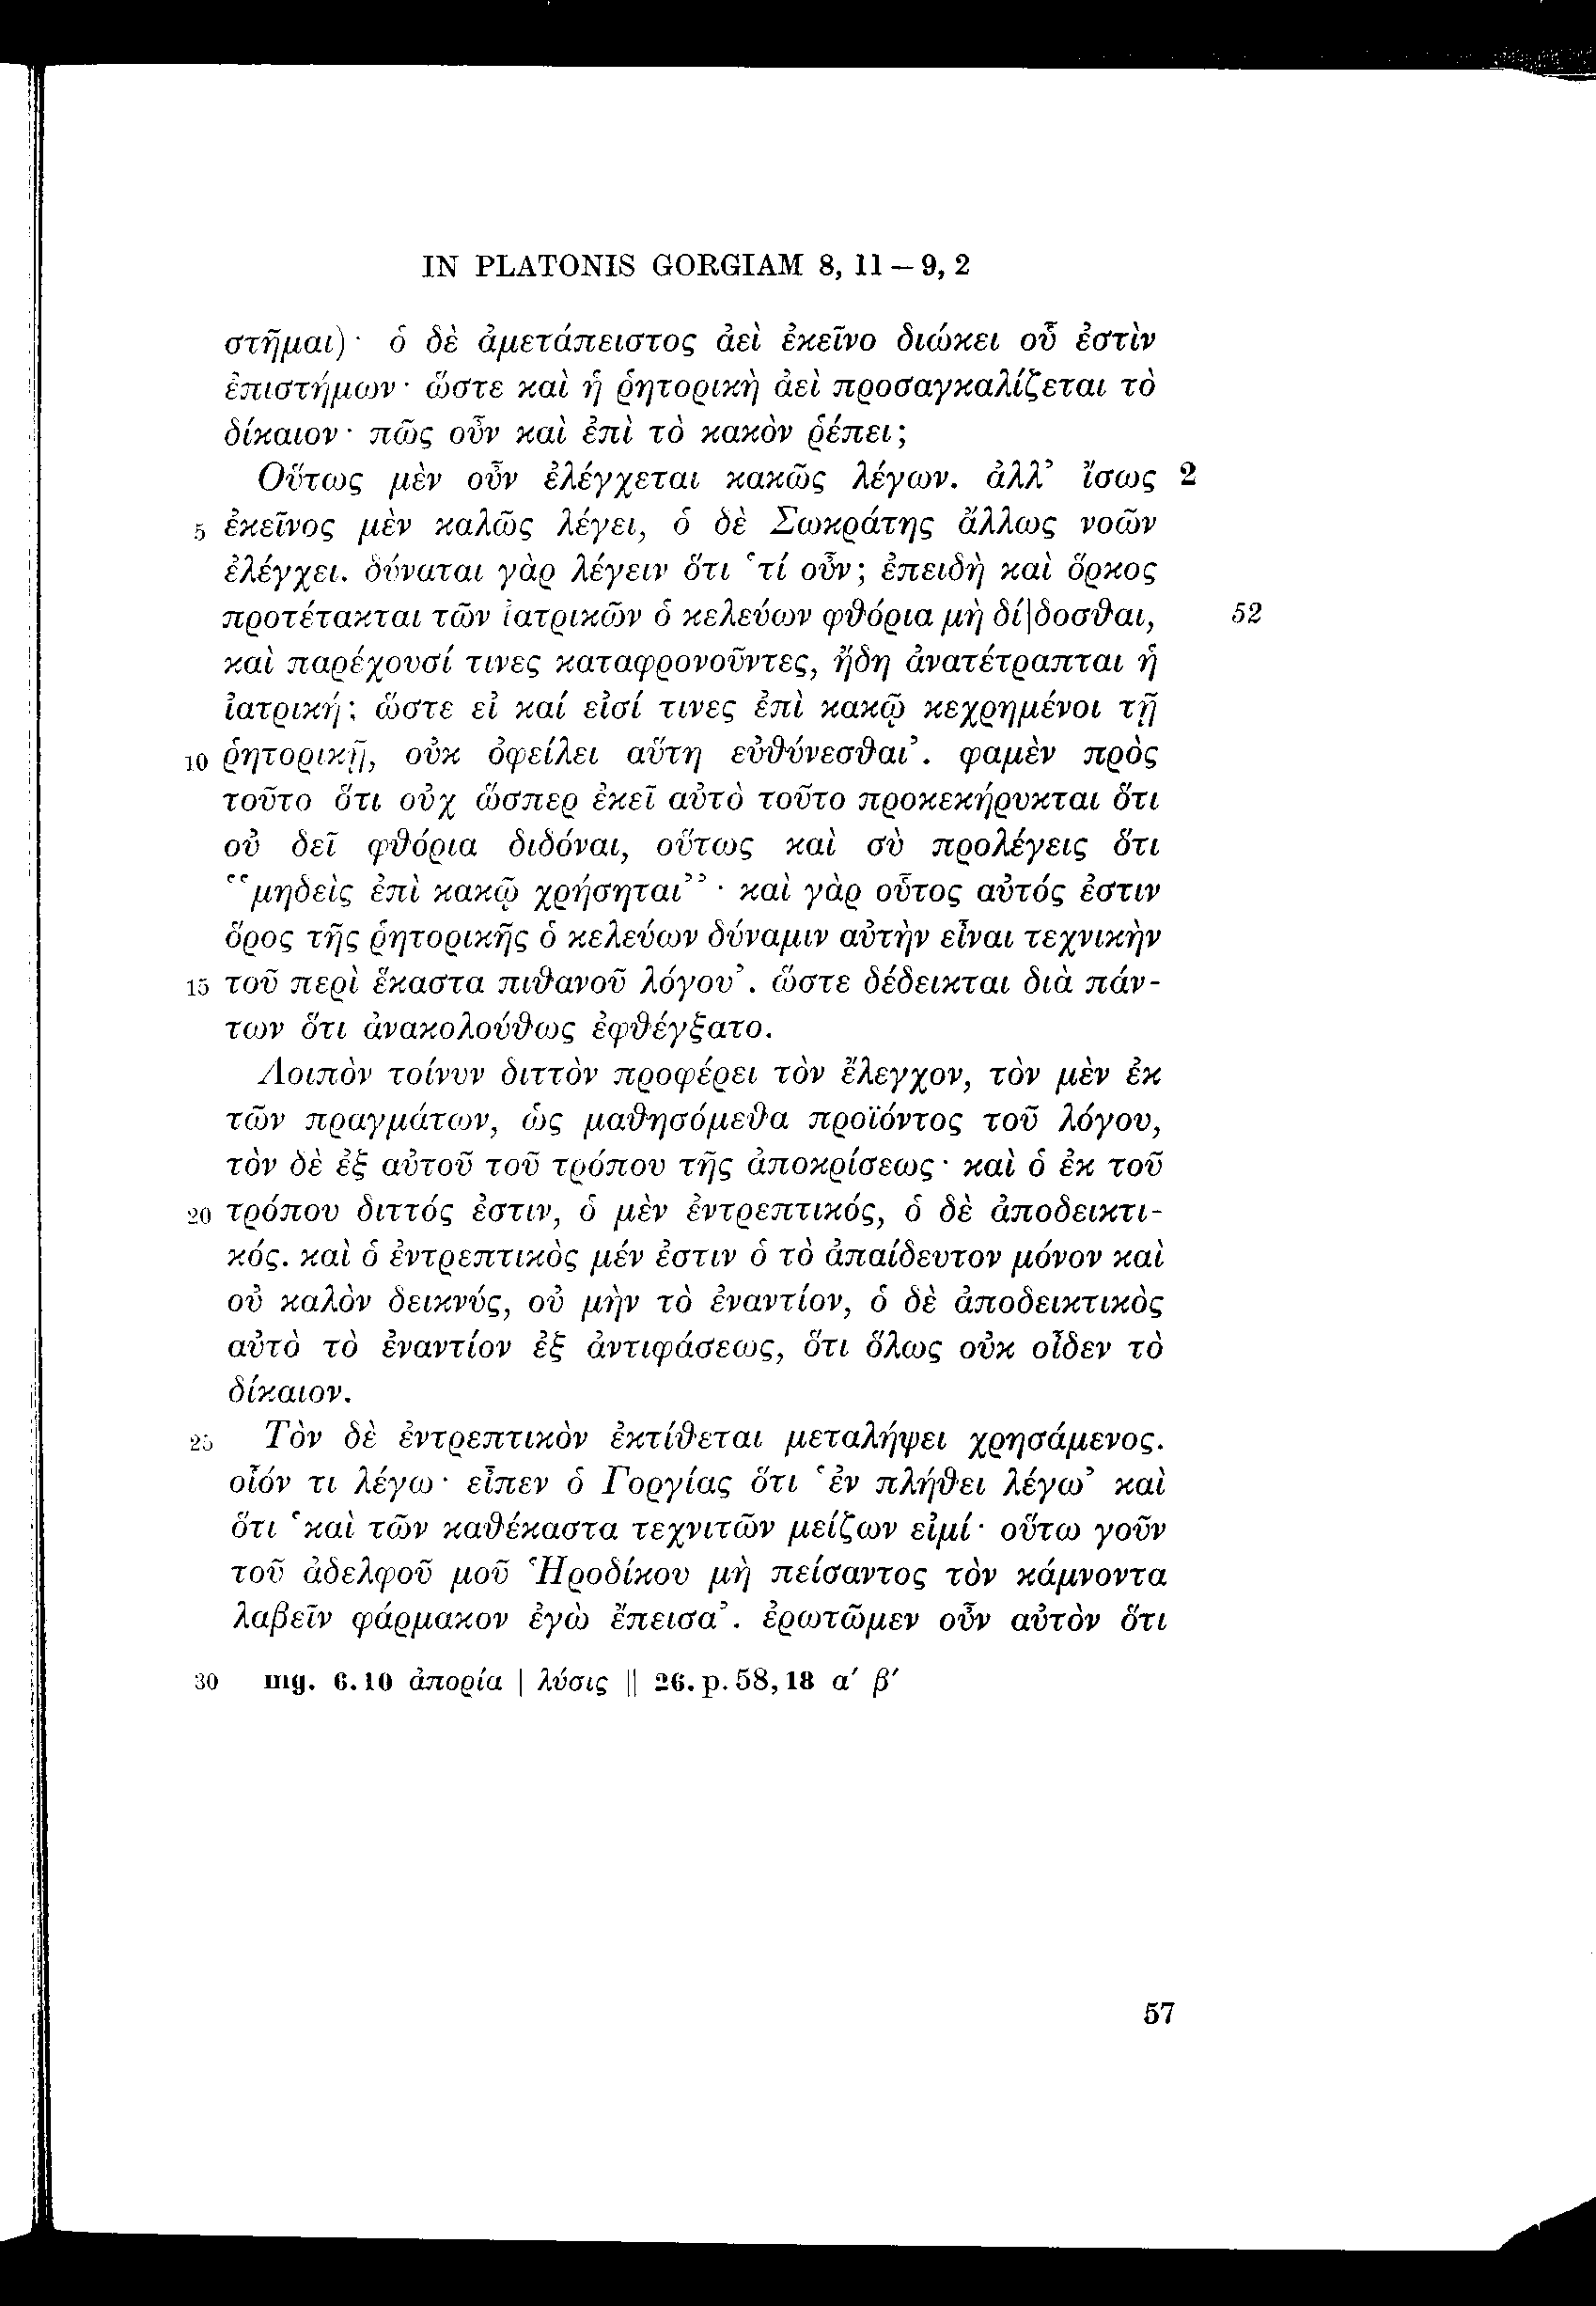 IN PLATONIS GORGIAM 8, 11 – 9, 2
στῆμαι)· ὁ δὲ ἀμετάπειστος ἀεὶ ἐκεῖνο διώκει οὗ ἐστὶν
ἐπιστήμων· ὥστε καὶ ἡ ῥητορικὴ ἀεὶ προσαγκαλίζεται τὸ
δίκαιον· πῶς οὖν καὶ ἐπὶ τὸ κακὸν ῥέπει;
Οὕτως μὲν οὖν ἐλέγχεται κακῶς λέγων. ἀλλ’ ἴσως 2
5 ἐκεῖνος μὲν καλῶς λέγει, ὁ δὲ Σωκράτης ἄλλως νοῶν
ἐλέγχει. δύναται γὰρ λέγειν ὅτι ‘τί οὖν; ἐπειδὴ καὶ ὅρκος
προτέτακται τῶν ἰατρικῶν ὁ κελεύων φθόρια μὴ δί|δοσθαι, 52
καὶ παρέχουσί τινες καταφρονοῦντες, ἤδη ἀνατέτραπται ἡ
ἰατρική; ὥστε εἰ καί εἰσί τινες ἐπὶ κακῷ κεχρημένοι τῇ
10 ῥητορικῇ, οὐκ ὀφείλει αὕτη εὐθύνεσθαι’. φαμὲν πρὸς
τοῦτο ὅτι οὐχ ὥσπερ ἐκεῖ αὐτὸ τοῦτο προκεκήρυκται ὅτι
οὐ δεῖ φθόρια διδόναι, οὕτως καὶ σὺ προλέγεις ὅτι
“μηδεὶς ἐπὶ κακῷ χρήσηται”· καὶ γὰρ οὗτος αὐτός ἐστιν
ὅρος τῆς ῥητορικῆς ὁ κελεύων δύναμιν αὐτὴν εἶναι τεχνικὴν
15 τοῦ περὶ ἕκαστα πιθανοῦ λόγου’. ὥστε δέδεικται διὰ πάν-
των ὅτι ἀνακολούθως ἐφθέγξατο.
Λοιπὸν τοίνυν διττὸν προφέρει τὸν ἔλεγχον, τὸν μὲν ἐκ
τῶν πραγμάτων, ὡς μαθησόμεθα προϊόντος τοῦ λόγου,
τὸν δὲ ἐξ αὐτοῦ τοῦ τρόπου τῆς ἀποκρίσεως· καὶ ὁ ἐκ τοῦ
20 τρόπου διττός ἐστιν, ὁ μὲν ἐντρεπτικός, ὁ δὲ ἀποδεικτι-
κός. καὶ ὁ ἐντρεπτικὸς μέν ἐστιν ὁ τὸ ἀπαίδευτον μόνον καὶ
οὐ καλὸν δεικνύς, οὐ μὴν τὸ ἐναντίον, ὁ δὲ ἀποδεικτικὸς
αὐτὸ τὸ ἐναντίον ἐξ ἀντιφάσεως, ὅτι ὅλως οὐκ οἶδεν τὸ
δίκαιον.
25 Τὸν δὲ ἐντρεπτικὸν ἐκτίθεται μεταλήψει χρησάμενος.
οἷόν τι λέγω· εἶπεν ὁ Γοργίας ὅτι ‘ἐν πλήθει λέγω’ καὶ
ὅτι ‘καὶ τῶν καθέκαστα τεχνιτῶν μείζων εἰμί· οὕτω γοῦν
τοῦ ἀδελφοῦ μοῦ Ἡροδίκου μὴ πείσαντος τὸν κάμνοντα
λαβεῖν φάρμακον ἐγὼ ἔπεισα’. ἐρωτῶμεν οὖν αὐτὸν ὅτι
30 mg. 6. 10 ἀπορία | λύσις || 26. p. 58, 18 α′ β′
57